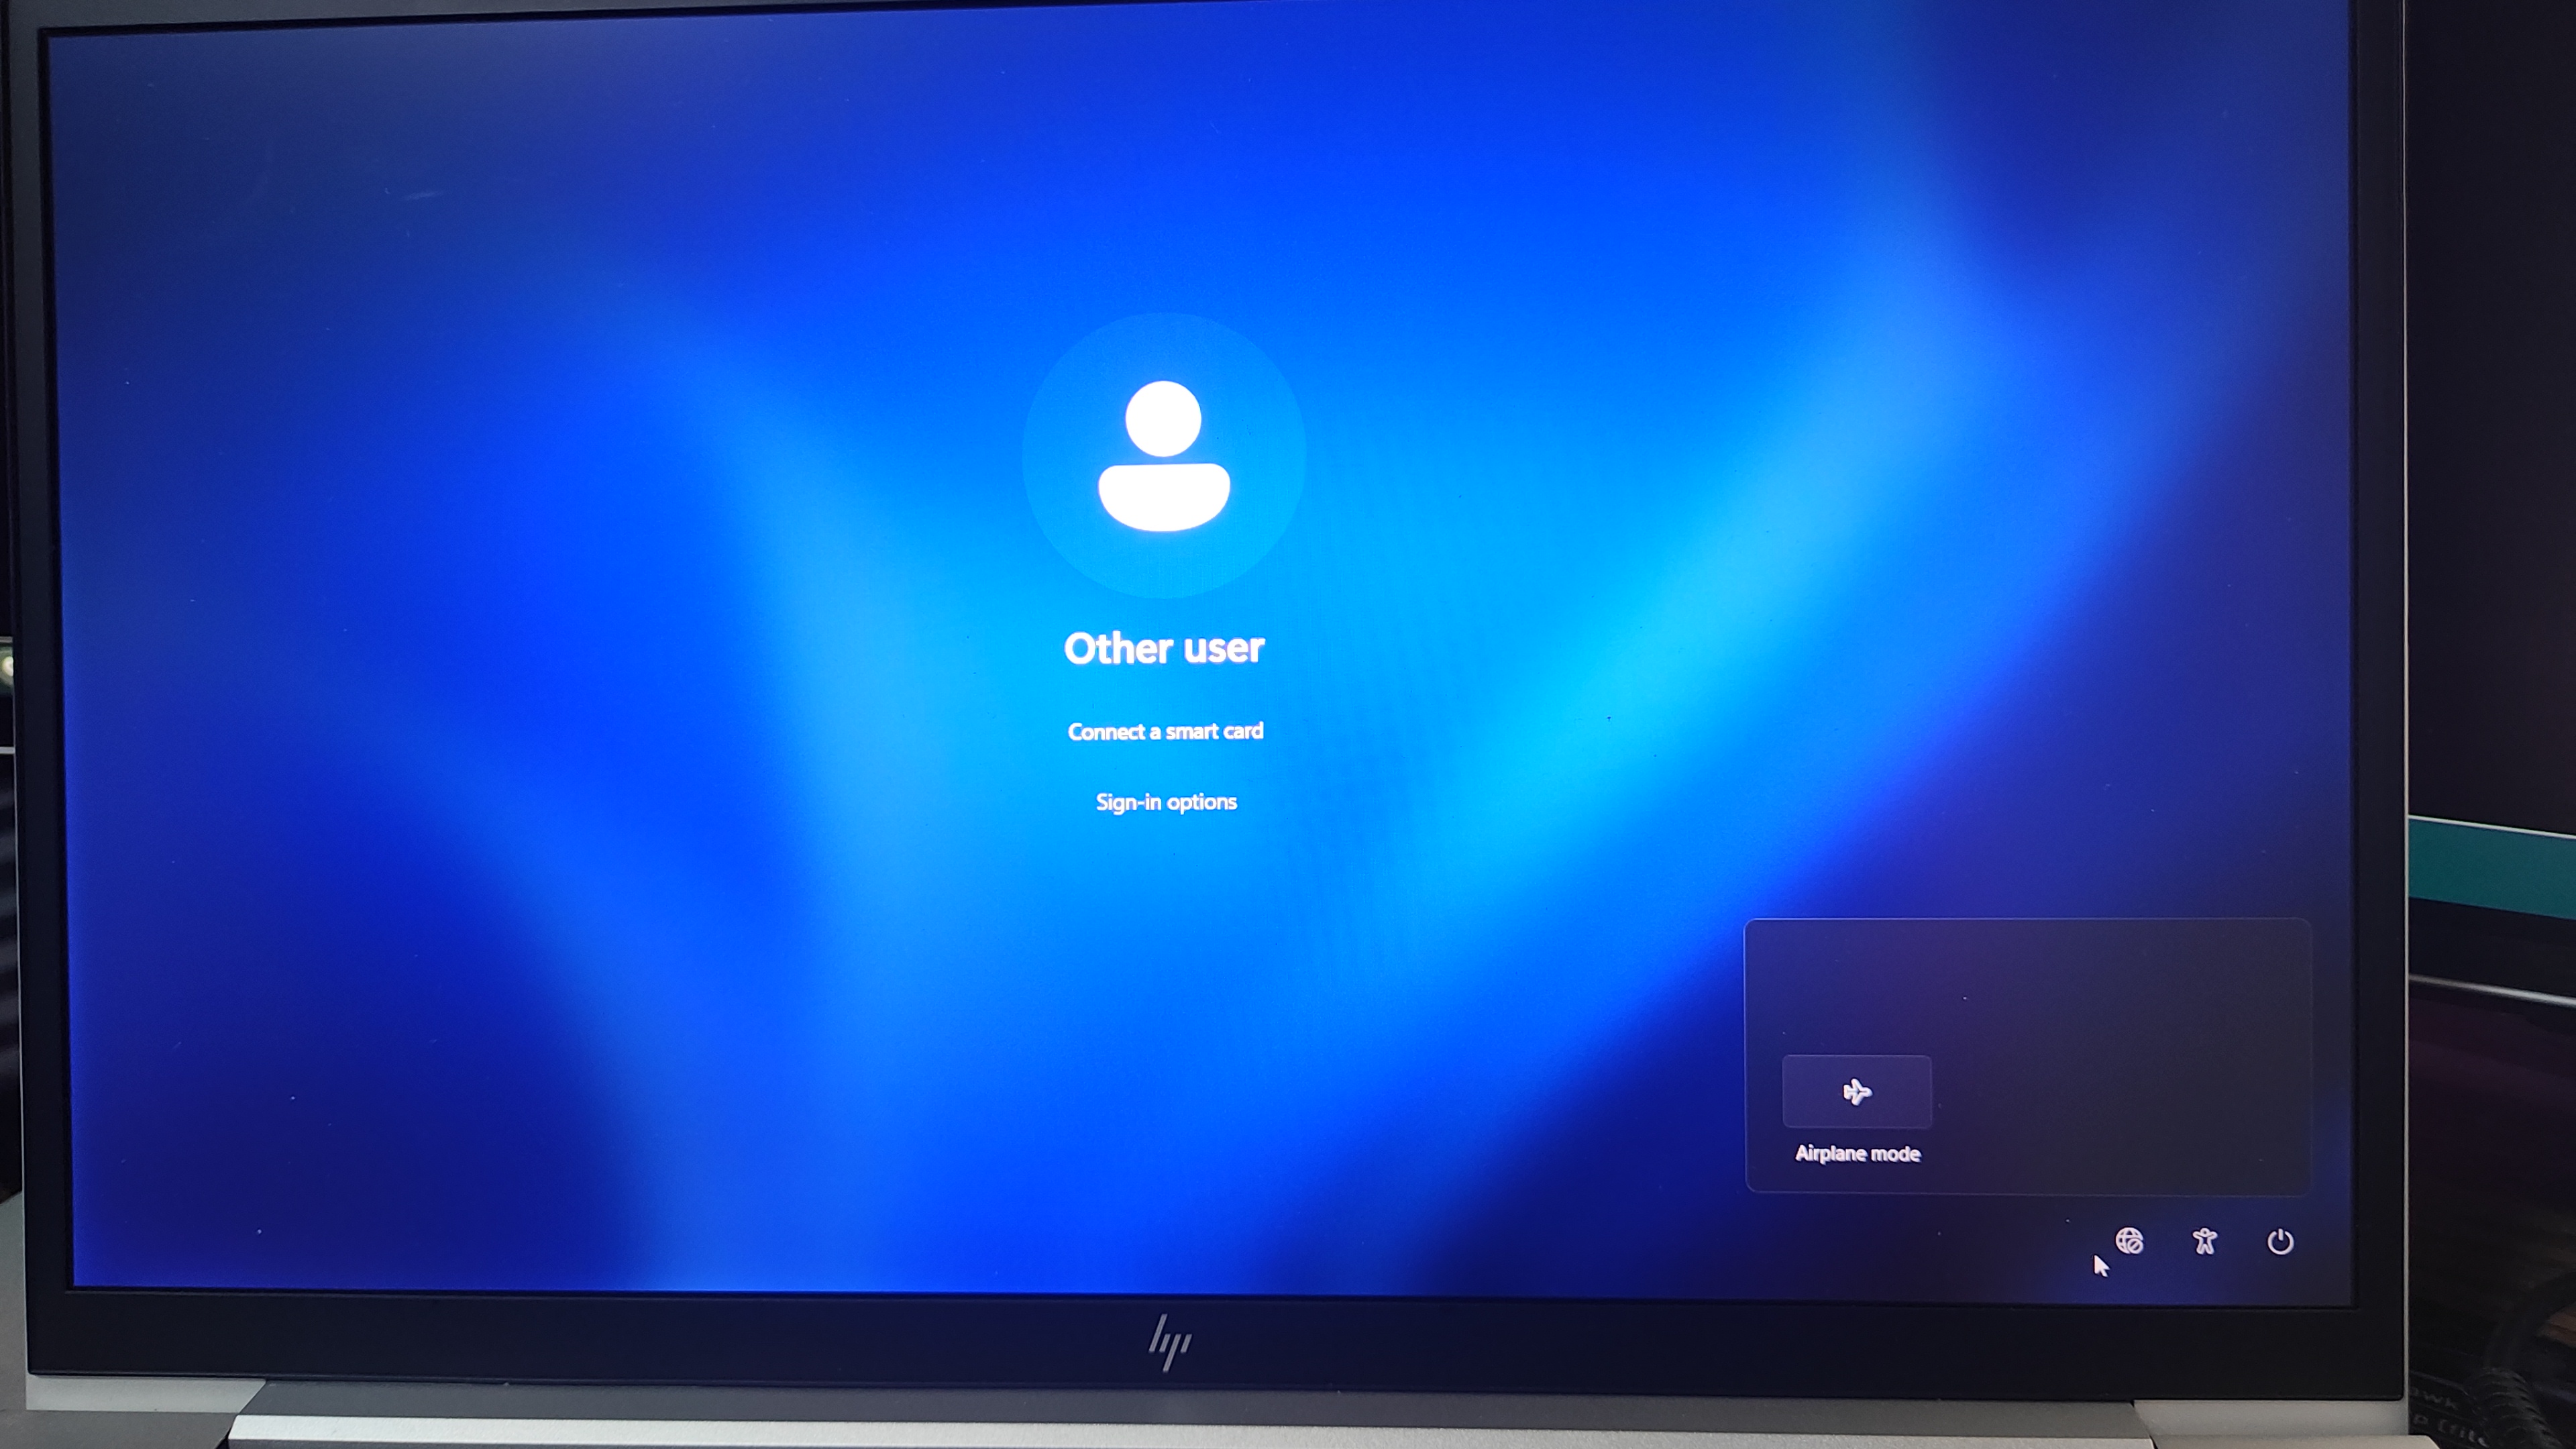 Other user
Connect a smart card
Sign-in options
Airplane mode
hp